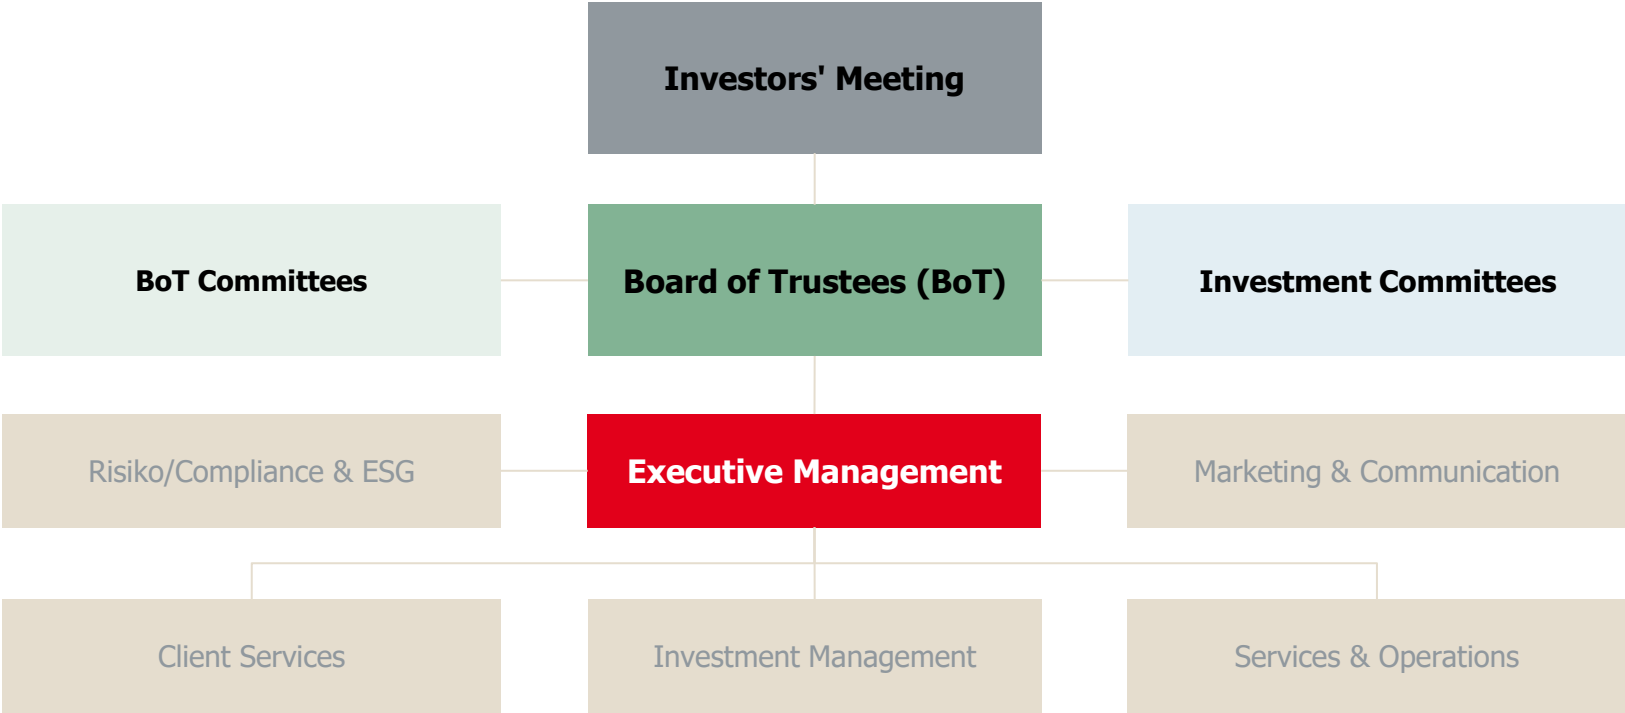 Investors' Meeting
BoT Committees
Board of Trustees (BoT)
Investment Committees
Risiko/Compliance & ESG
Executive Management
Marketing & Communication
Client Services
Investment Management
Services & Operations